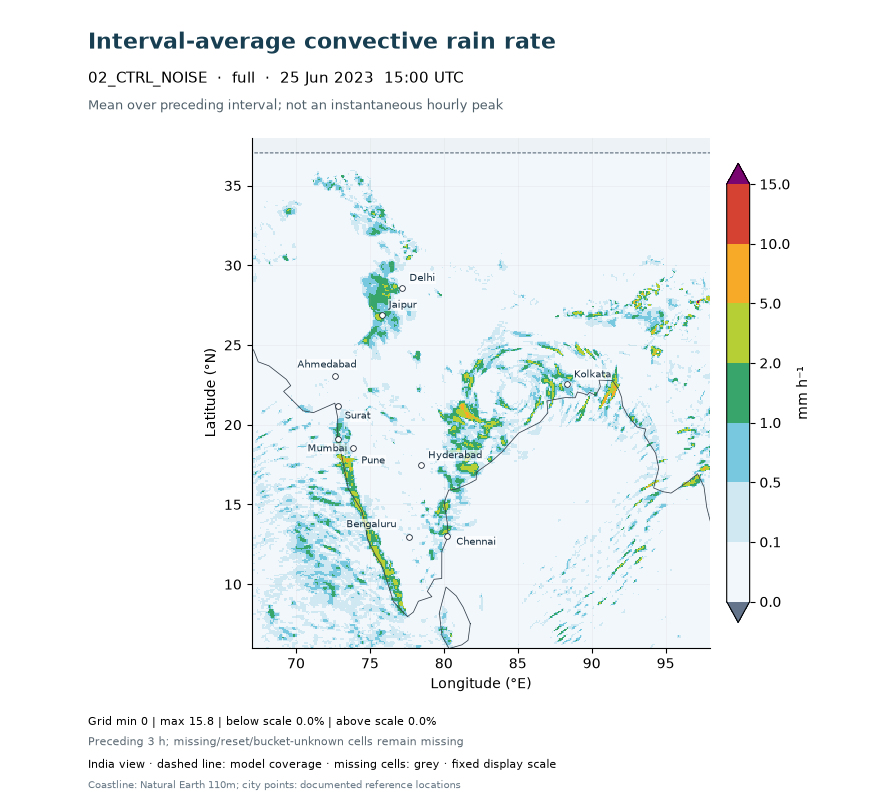 Interval-average convective rain rate
02_CTRL_NOISE · full · 25 Jun 2023 15:00 UTC
Mean over preceding interval; not an instantaneous hourly peak
35
30
25
20
15
10
Latitude (°N)
70
75
80
85
90
95
Longitude (°E)
Delhi
Jaipur
Ahmedabad
Kolkata
Surat
Mumbai
Pune
Hyderabad
Bengaluru
Chennai
15.0
10.0
5.0
2.0
1.0
0.5
0.1
0.0
mm h⁻¹
Grid min 0 | max 15.8 | below scale 0.0% | above scale 0.0%
Preceding 3 h; missing/reset/bucket-unknown cells remain missing
India view · dashed line: model coverage · missing cells: grey · fixed display scale
Coastline: Natural Earth 110m; city points: documented reference locations